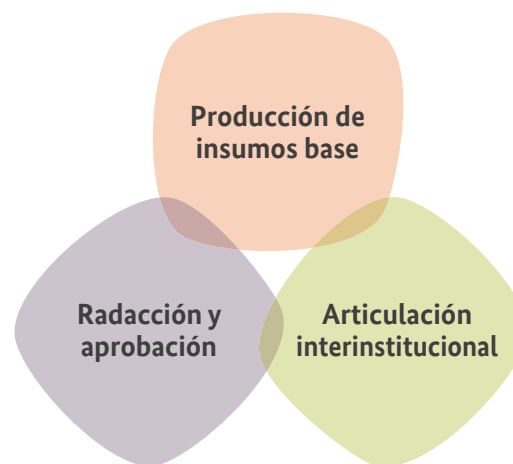 Producción de
insumos base
Radacción y
aprobación
Articulación
interinstitucional